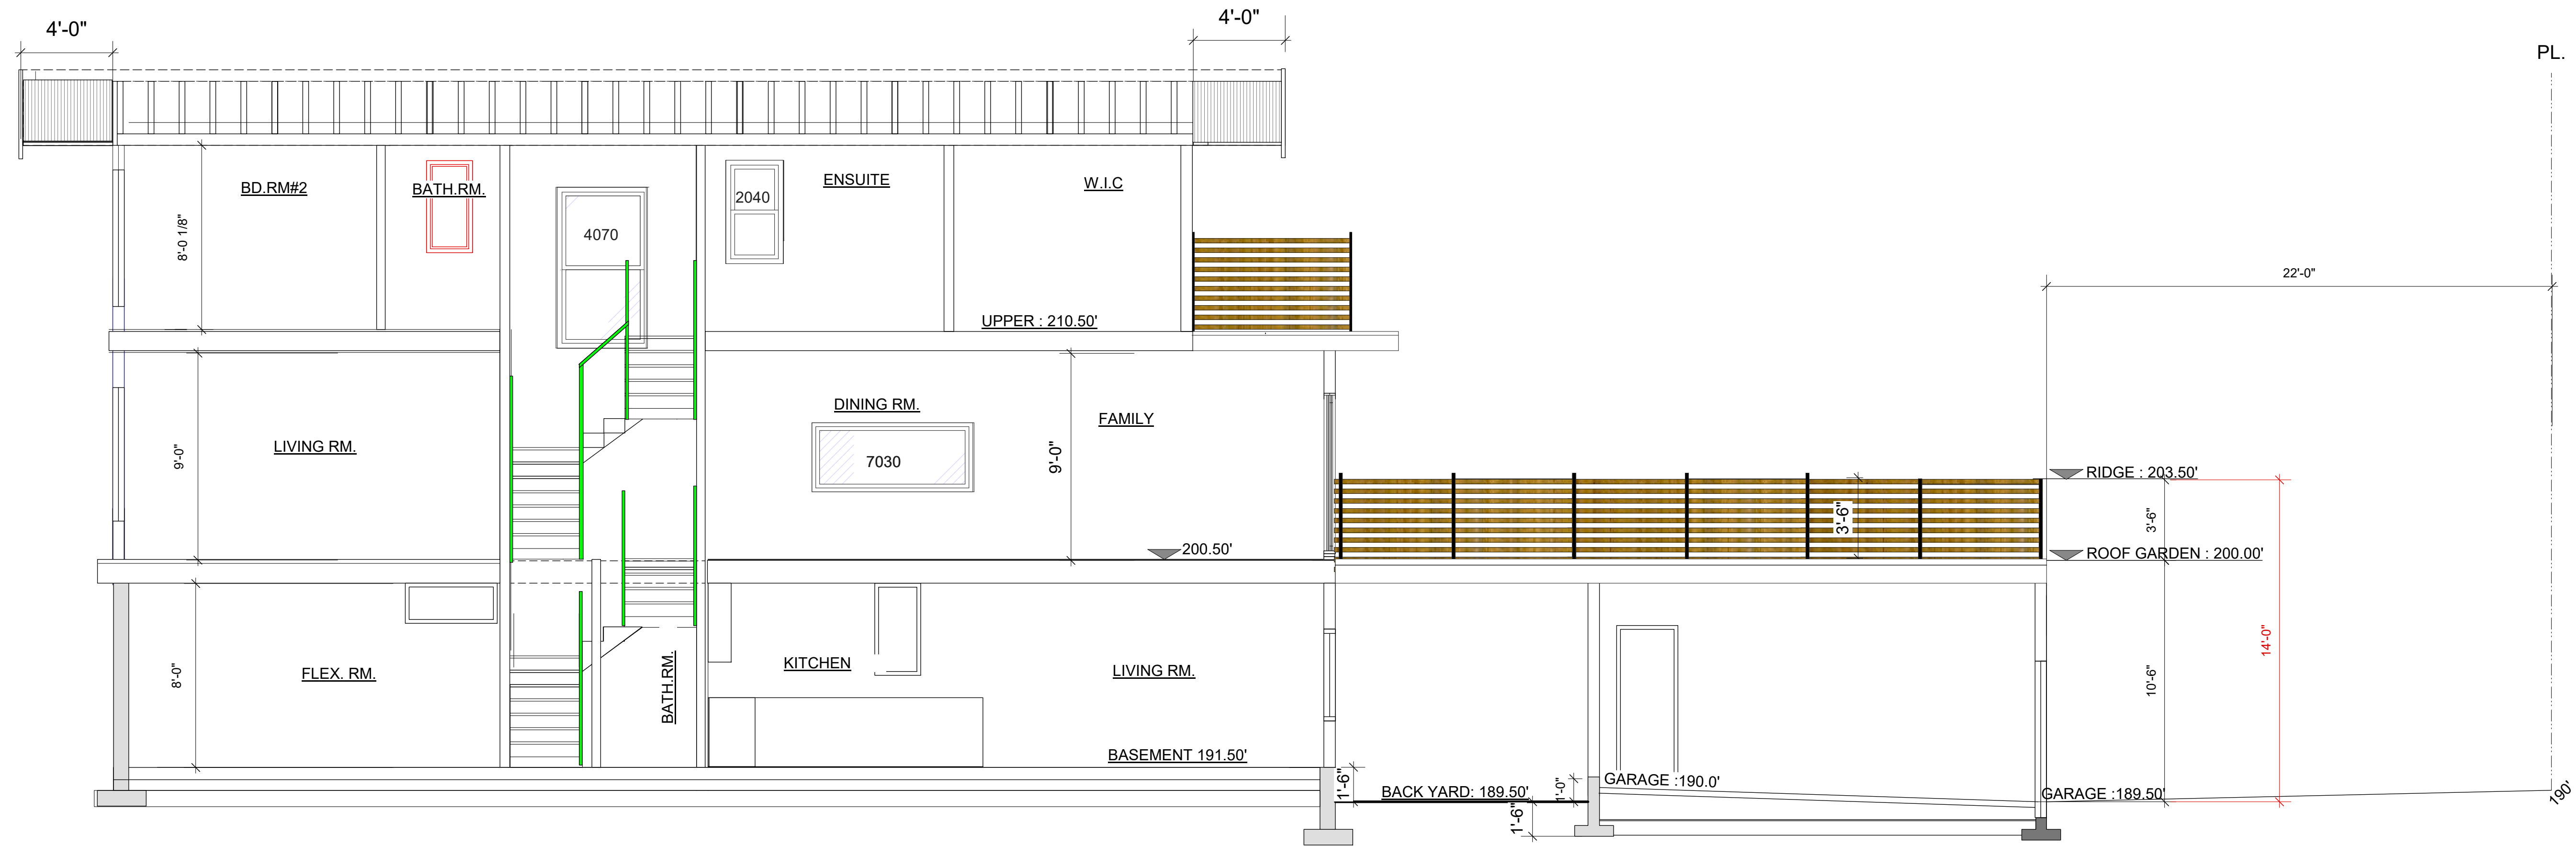 4'-0"
4'-0"
PL.
BD.RM#2
BATH.RM.
4070
2040
ENSUITE
W.I.C
8'-0 1/8"
22'-0"
UPPER : 210.50'
LIVING RM.
9'-0"
DINING RM.
7030
9'-0"
FAMILY
3'-6"
RIDGE : 203.50'
3'-6"
200.50'
ROOF GARDEN : 200.00'
14'-0"
10'-6"
8'-0"
FLEX. RM.
BATH.RM.
KITCHEN
LIVING RM.
BASEMENT 191.50'
1'-6"
BACK YARD: 189.50'
1'-6"
1'-0"
GARAGE :190.0'
GARAGE :189.50'
190'